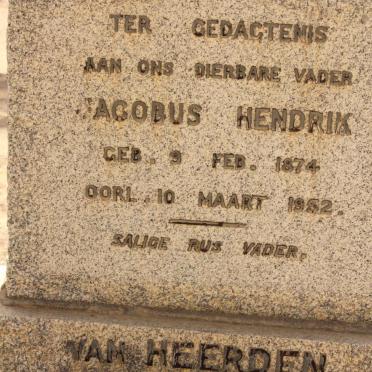 TER GEDAGTENIS
AAN ONS DIERBARE VADER
JACOBUS HENDRIK
GEB. 9 FEB. 1874
OORL. 10 MAART 1952.
SALIGE RUS VADER.
VAN HEERDEN